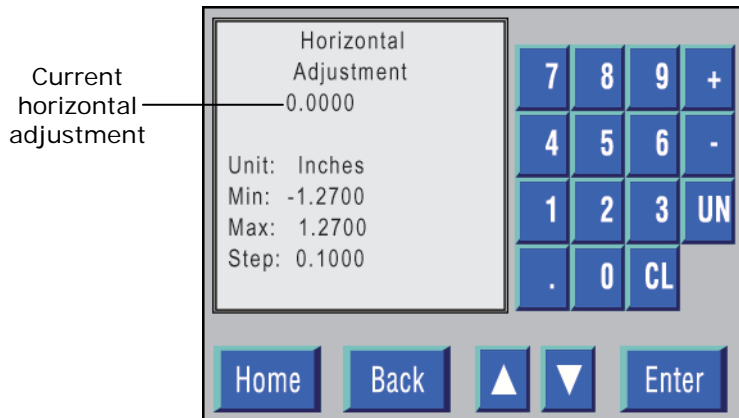 Current
horizontal
adjustment
Horizontal
Adjustment
0.0000
Unit: Inches
Min: -1.2700
Max: 1.2700
Step: 0.1000
7 8 9 +
4 5 6 -
1 2 3 UN
. 0 CL
Home Back Enter